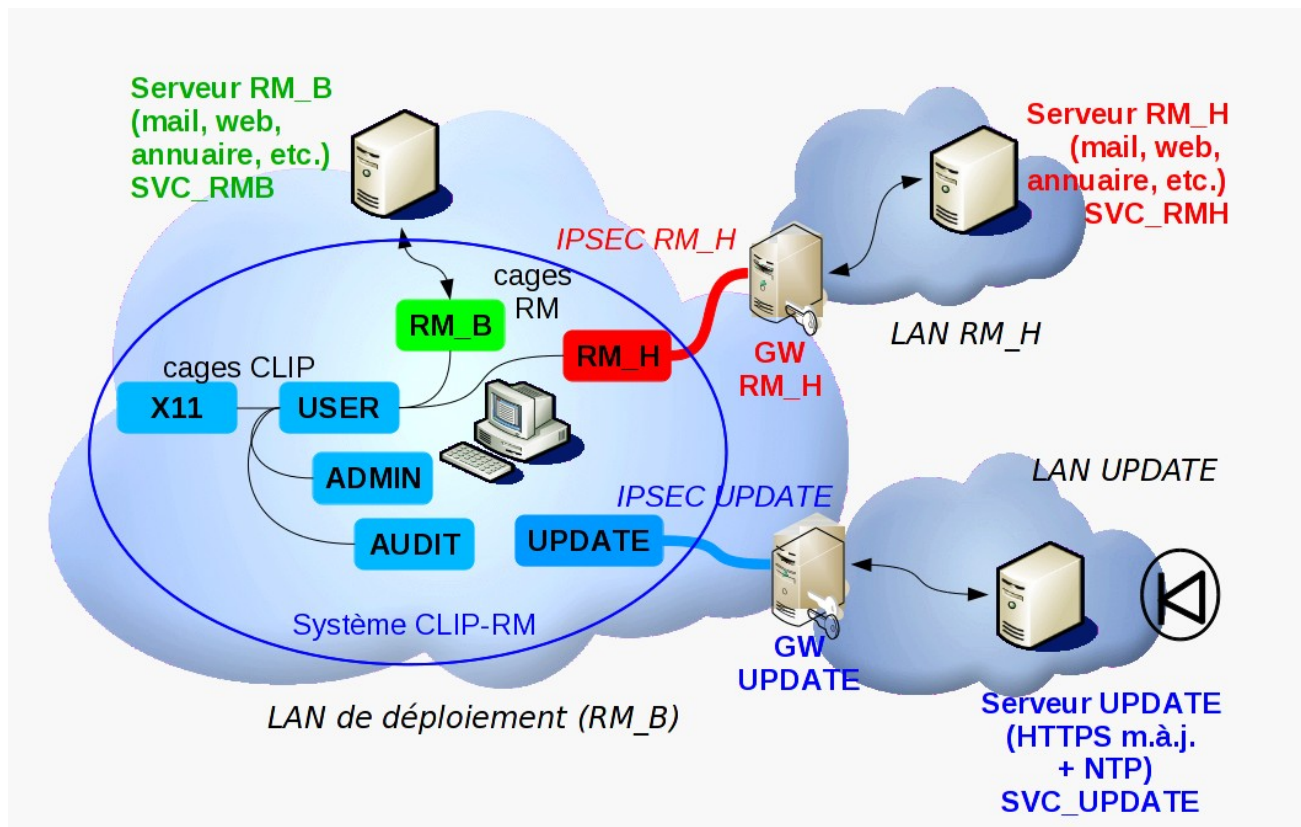 Serveur RM_B
(mail, web,
annuaire, etc.)
SVC_RMB
Serveur RM_H
(mail, web,
annuaire, etc.)
SVC_RMH
IPSEC RM_H
cages
RM
RM_B
RM_H
GW
RM_H
LAN RM_H
cages CLIP
X11
USER
ADMIN
AUDIT
UPDATE
IPSEC UPDATE
LAN UPDATE
Système CLIP-RM
GW
UPDATE
LAN de déploiement (RM_B)
Serveur UPDATE
(HTTPS m.à.j.
+ NTP)
SVC_UPDATE